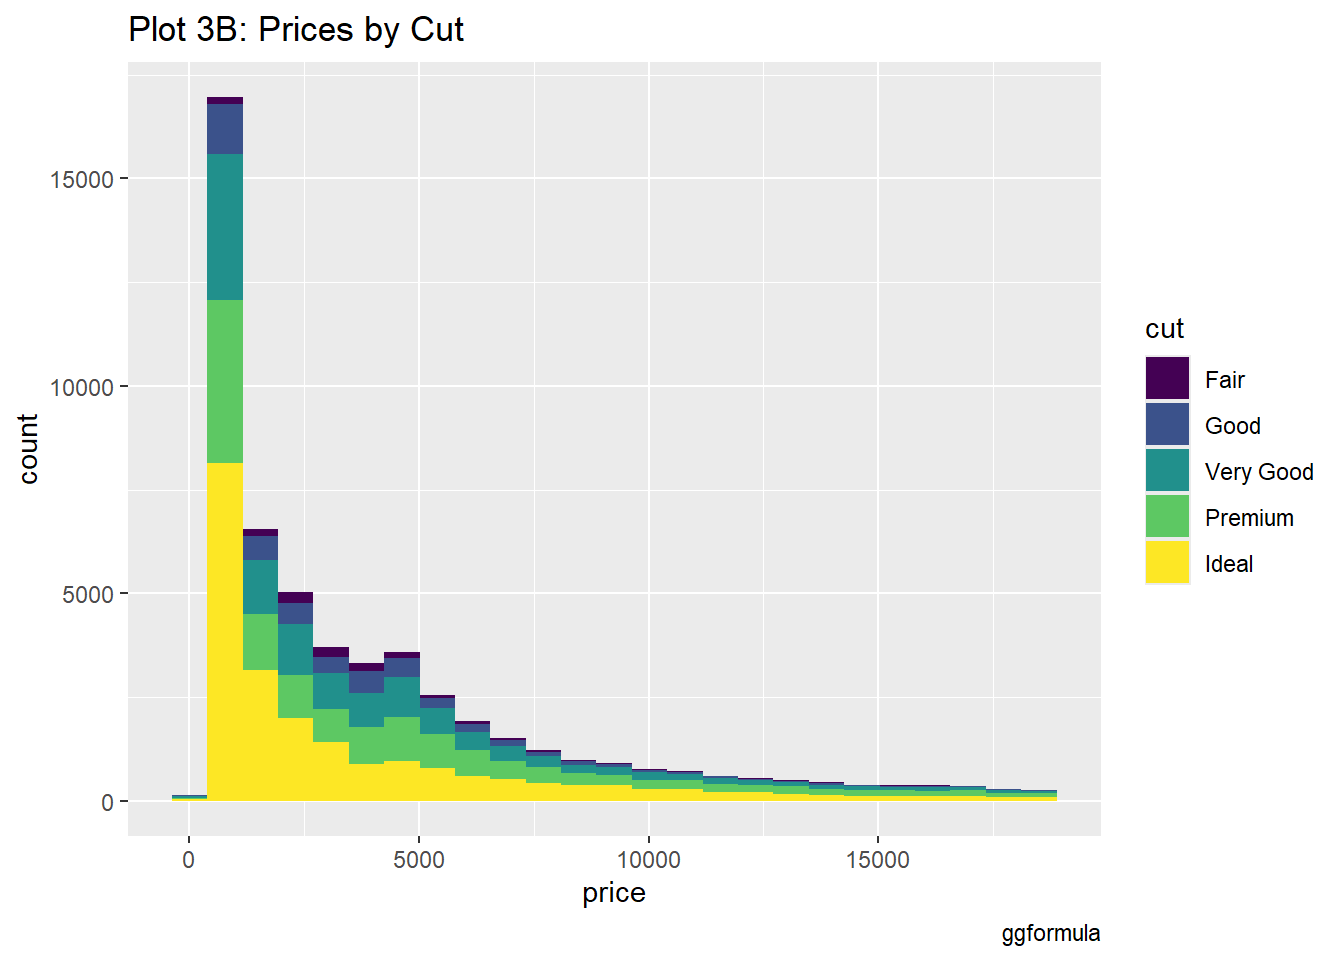 Plot 3B: Prices by Cut
15000
10000
5000
0
count
0 5000 10000 15000
price
cut
Fair
Good
Very Good
Premium
Ideal
ggformula